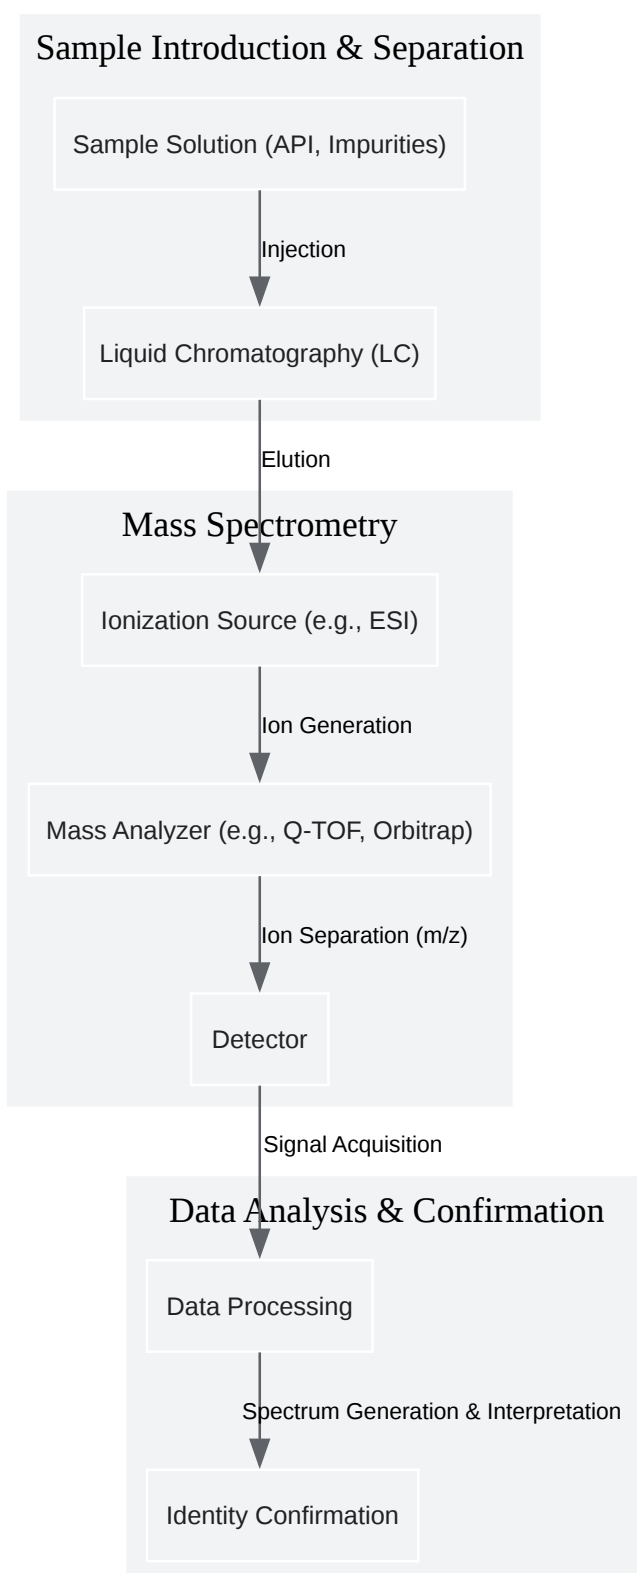 Sample Introduction & Separation
Sample Solution (API, Impurities)
Injection
Liquid Chromatography (LC)
Elution
Mass Spectrometry
Ionization Source (e.g., ESI)
Ion Generation
Mass Analyzer (e.g., Q-TOF, Orbitrap)
Ion Separation (m/z)
Detector
Signal Acquisition
Data Analysis & Confirmation
Data Processing
Spectrum Generation & Interpretation
Identity Confirmation